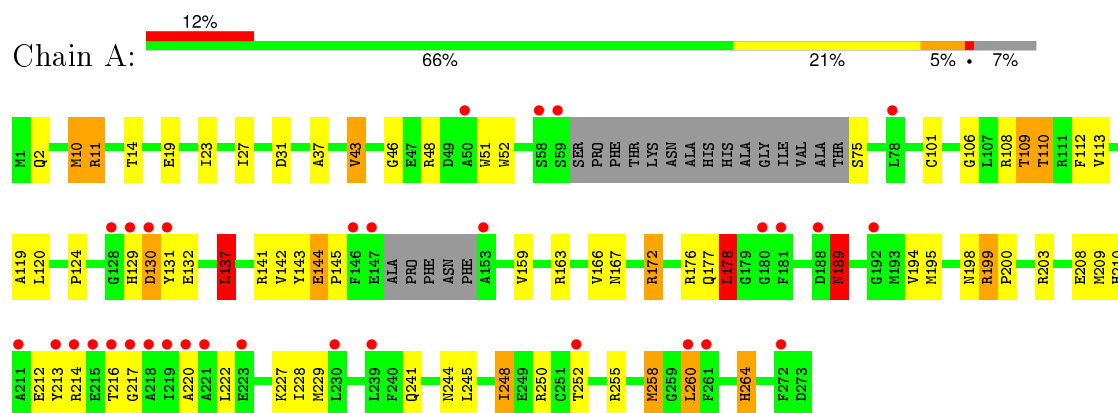 12%
Chain A:
66% 21% 5% • 7%
M1 Q2 M10 R11 T14 E19 I23 I27 D31 A37 V43 G46 E47 R48 D49 A50 W51 W52 S58 S59 SER PRO PHE THR LYS ASN ALA HIS HIS ALA GLY ILE VAL ALA THR S75 L78 C101 G106 L107 R108 T109 T110 R111 F112 V113
A119 L120 P124 G128 H129 D130 Y131 E132 L137 R141 V142 Y143 E144 P145 F146 E147 ALA PRO PHE ASN PHE A153 V159 R163 V166 N167 R172 R176 Q177 L178 G179 G180 F181 D188 N189 G192 M193 V194 M195 N198 R199 P200 R203 E208 M209 H210
A211 E212 Y213 R214 E215 T216 G217 A218 I219 A220 A221 L222 E223 K227 I228 M229 L230 L239 F240 Q241 N244 L245 I248 E249 R250 C251 T252 R255 M258 G259 L260 F261 H264 F272 D273